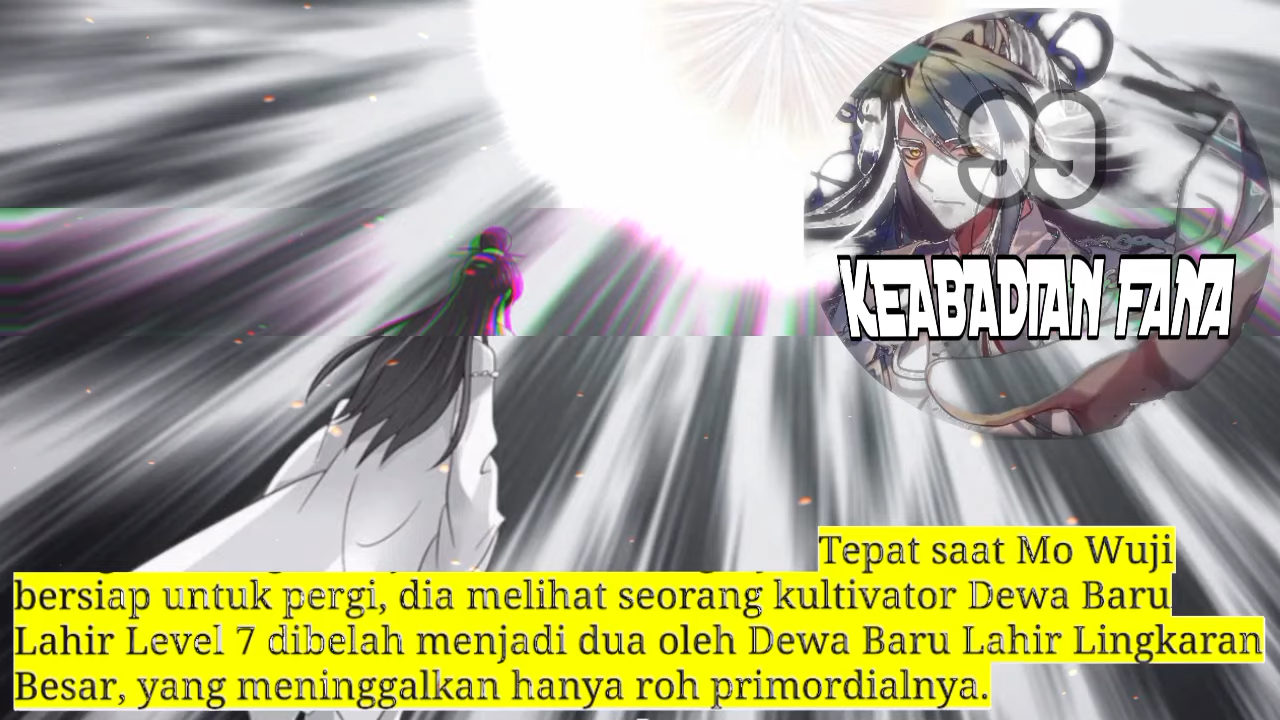 KEABADIAN FANA
Tepat saat Mo Wuji
bersiap untuk pergi, dia melihat seorang kultivator Dewa Baru
Lahir Level 7 dibelah menjadi dua oleh Dewa Baru Lahir Lingkaran
Besar, yang meninggalkan hanya roh primordialnya.